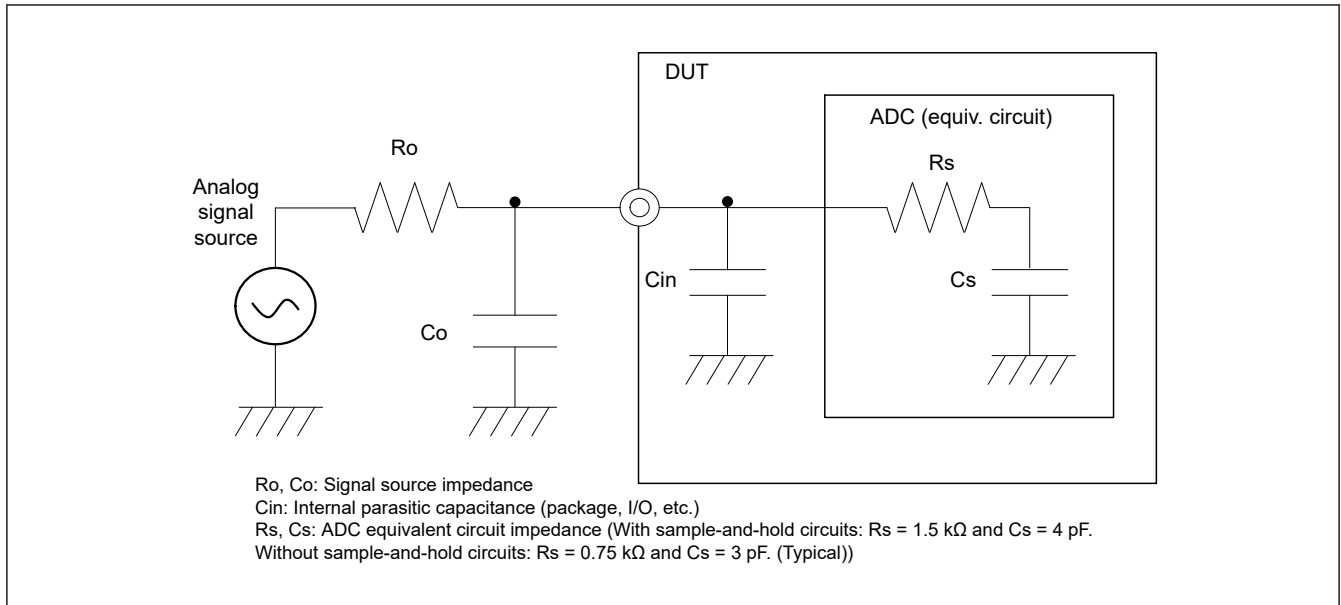 DUT
ADC (equiv. circuit)
Ro
Rs
Analog
signal
source
Cin
Cs
Co
Ro, Co: Signal source impedance
Cin: Internal parasitic capacitance (package, I/O, etc.)
Rs, Cs: ADC equivalent circuit impedance (With sample-and-hold circuits: Rs = 1.5 kΩ and Cs = 4 pF.
Without sample-and-hold circuits: Rs = 0.75 kΩ and Cs = 3 pF. (Typical))